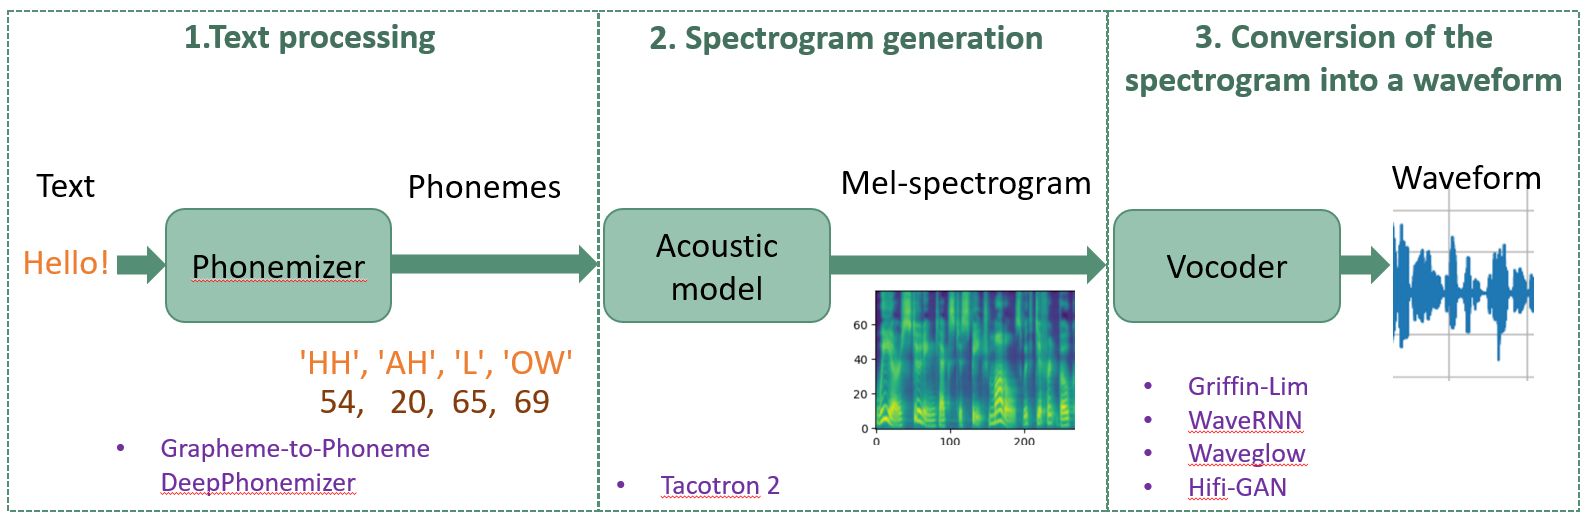 1.Text processing
Text
Phonemes
Hello!
Phonemizer
'HH', 'AH', 'L', 'OW'
54, 20, 65, 69
• Grapheme-to-Phoneme
DeepPhonemizer
2. Spectrogram generation
Mel-spectrogram
Acoustic
model
60
40
20
0
0 100 200
• Tacotron 2
3. Conversion of the
spectrogram into a waveform
Waveform
Vocoder
• Griffin-Lim
• WaveRNN
• Waveglow
• Hifi-GAN